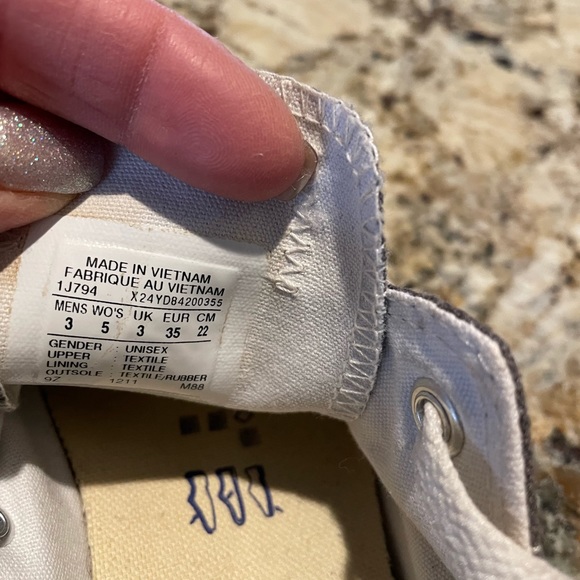 MADE IN VIETNAM
FABRIQUE AU VIETNAM
1J794 X24YD84200355
MENS WO'S UK EUR CM
3 5 3 35 22
GENDER : UNISEX
UPPER : TEXTILE
LINING : TEXTILE
OUTSOLE : TEXTILE/RUBBER
9Z 1211 M88